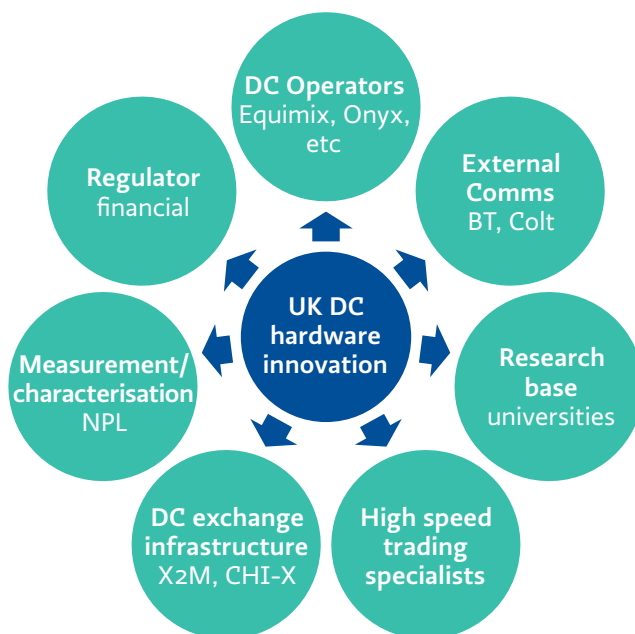 DC Operators
Equimix, Onyx,
etc
External
Comms
BT, Colt
Research
base
universities
High speed
trading
specialists
DC exchange
infrastructure
X2M, CHI-X
Measurement/
characterisation
NPL
Regulator
financial
UK DC
hardware
innovation